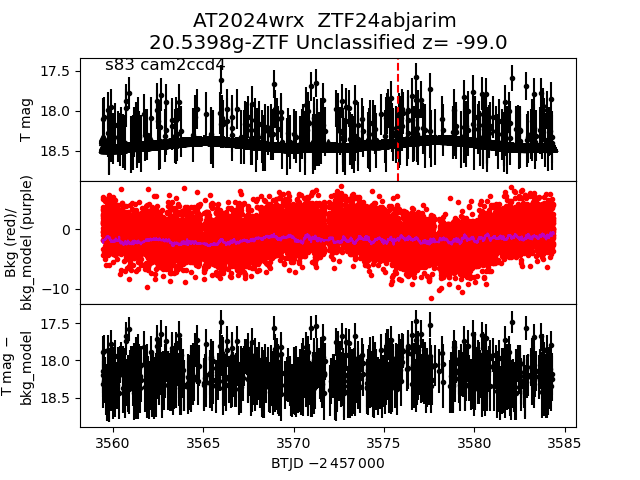 AT2024wrx  ZTF24abjarim
20.5398g-ZTF Unclassified z= -99.0
s83 cam2ccd4
17.5
18.0
18.5
T mag
0
−10
Bkg (red)/
bkg_model (purple)
17.5
18.0
18.5
T mag −
bkg_model
3560 3565 3570 3575 3580 3585
BTJD −2 457 000